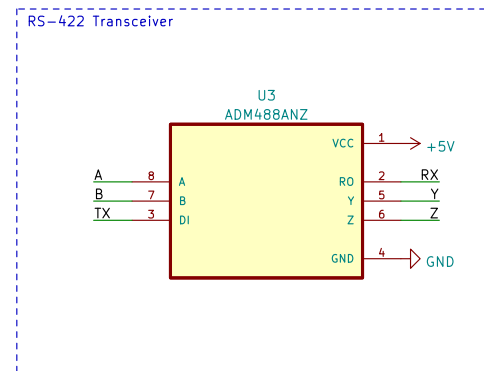 RS-422 Transceiver
U3
ADM488ANZ
VCC 1 +5V
A 8 A RO 2 RX
B 7 B Y 5 Y
TX 3 DI Z 6 Z
GND 4 GND